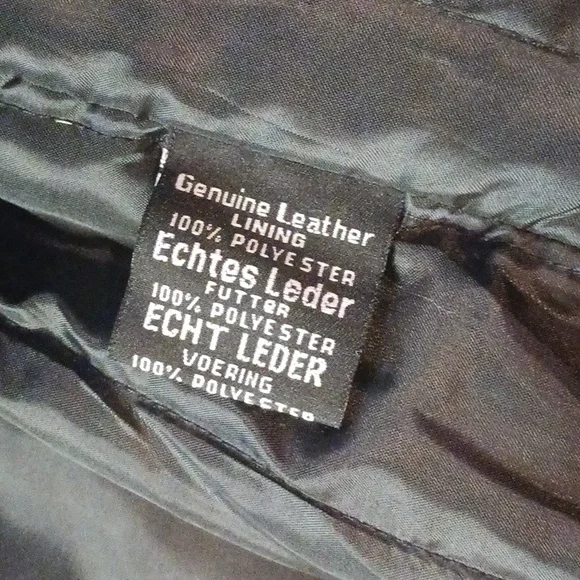 Genuine Leather
LINING
100% POLYESTER
Echtes Leder
FUTTER
100% POLYESTER
ECHT LEDER
VOERING
100% POLYESTER